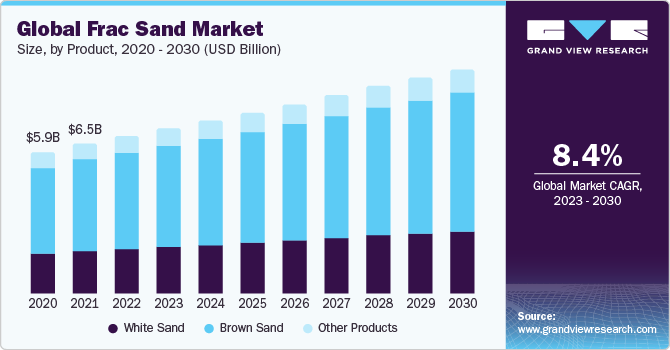 Global Frac Sand Market
Size, by Product, 2020 - 2030 (USD Billion)
GRAND VIEW RESEARCH
$5.9B
$6.5B
8.4%
Global Market CAGR,
2023 - 2030
2020 2021 2022 2023 2024 2025 2026 2027 2028 2029 2030
White Sand Brown Sand Other Products
Source:
www.grandviewresearch.com